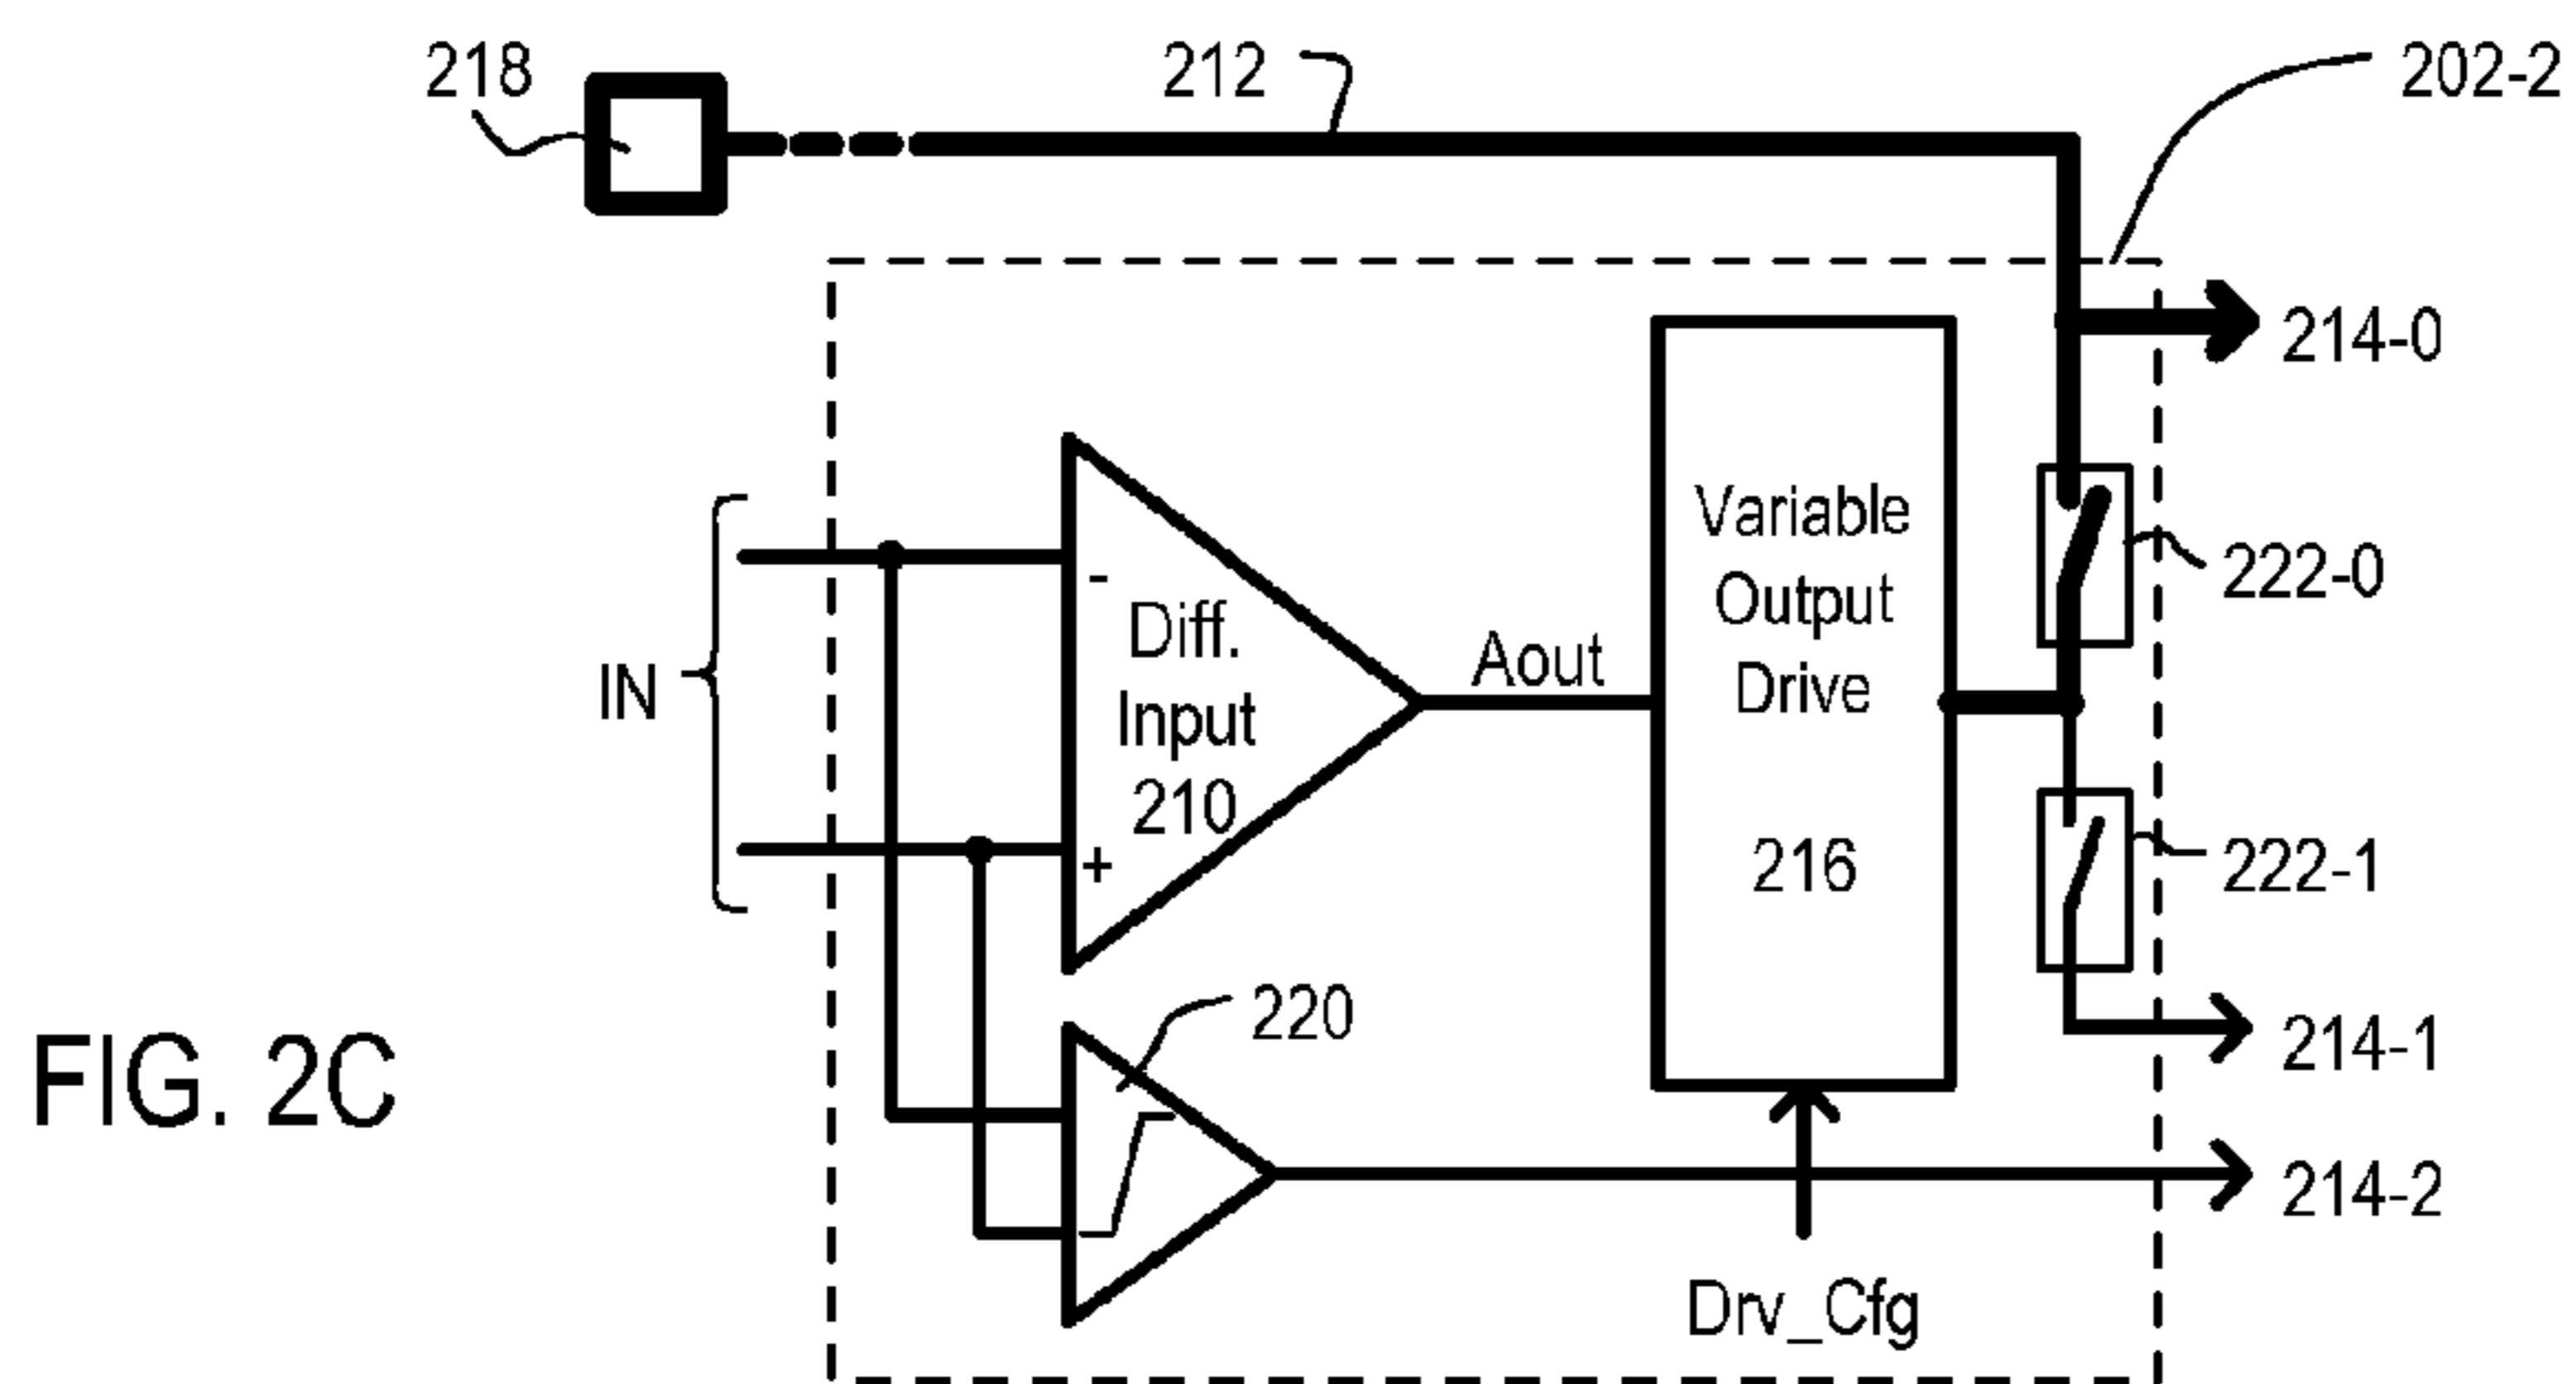 218
212
202-2
214-0
-
Diff.
Input
210
+
IN
Aout
Variable
Output
Drive
216
222-0
222-1
220
214-1
214-2
Drv_Cfg
FIG. 2C